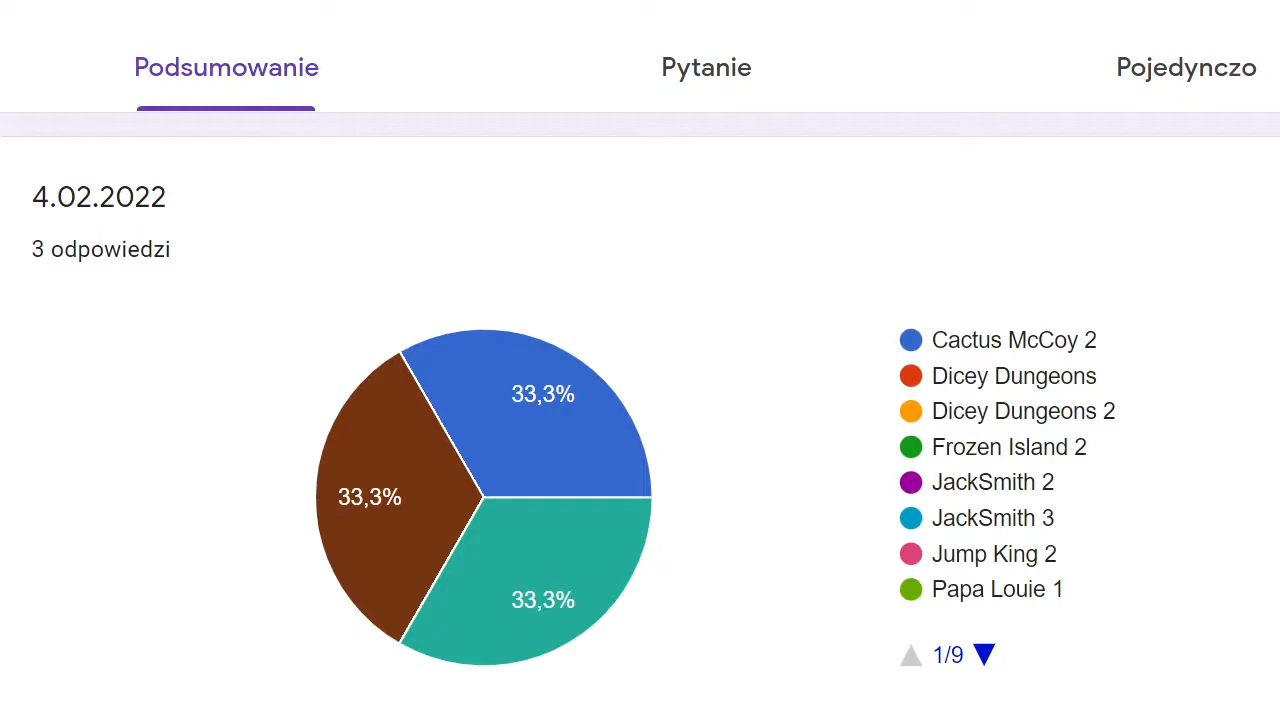 Podsumowanie
Pytanie
Pojedynczo
4.02.2022
3 odpowiedzi
33,3%
33,3%
33,3%
Cactus McCoy 2
Dicey Dungeons
Dicey Dungeons 2
Frozen Island 2
JackSmith 2
JackSmith 3
Jump King 2
Papa Louie 1
1/9